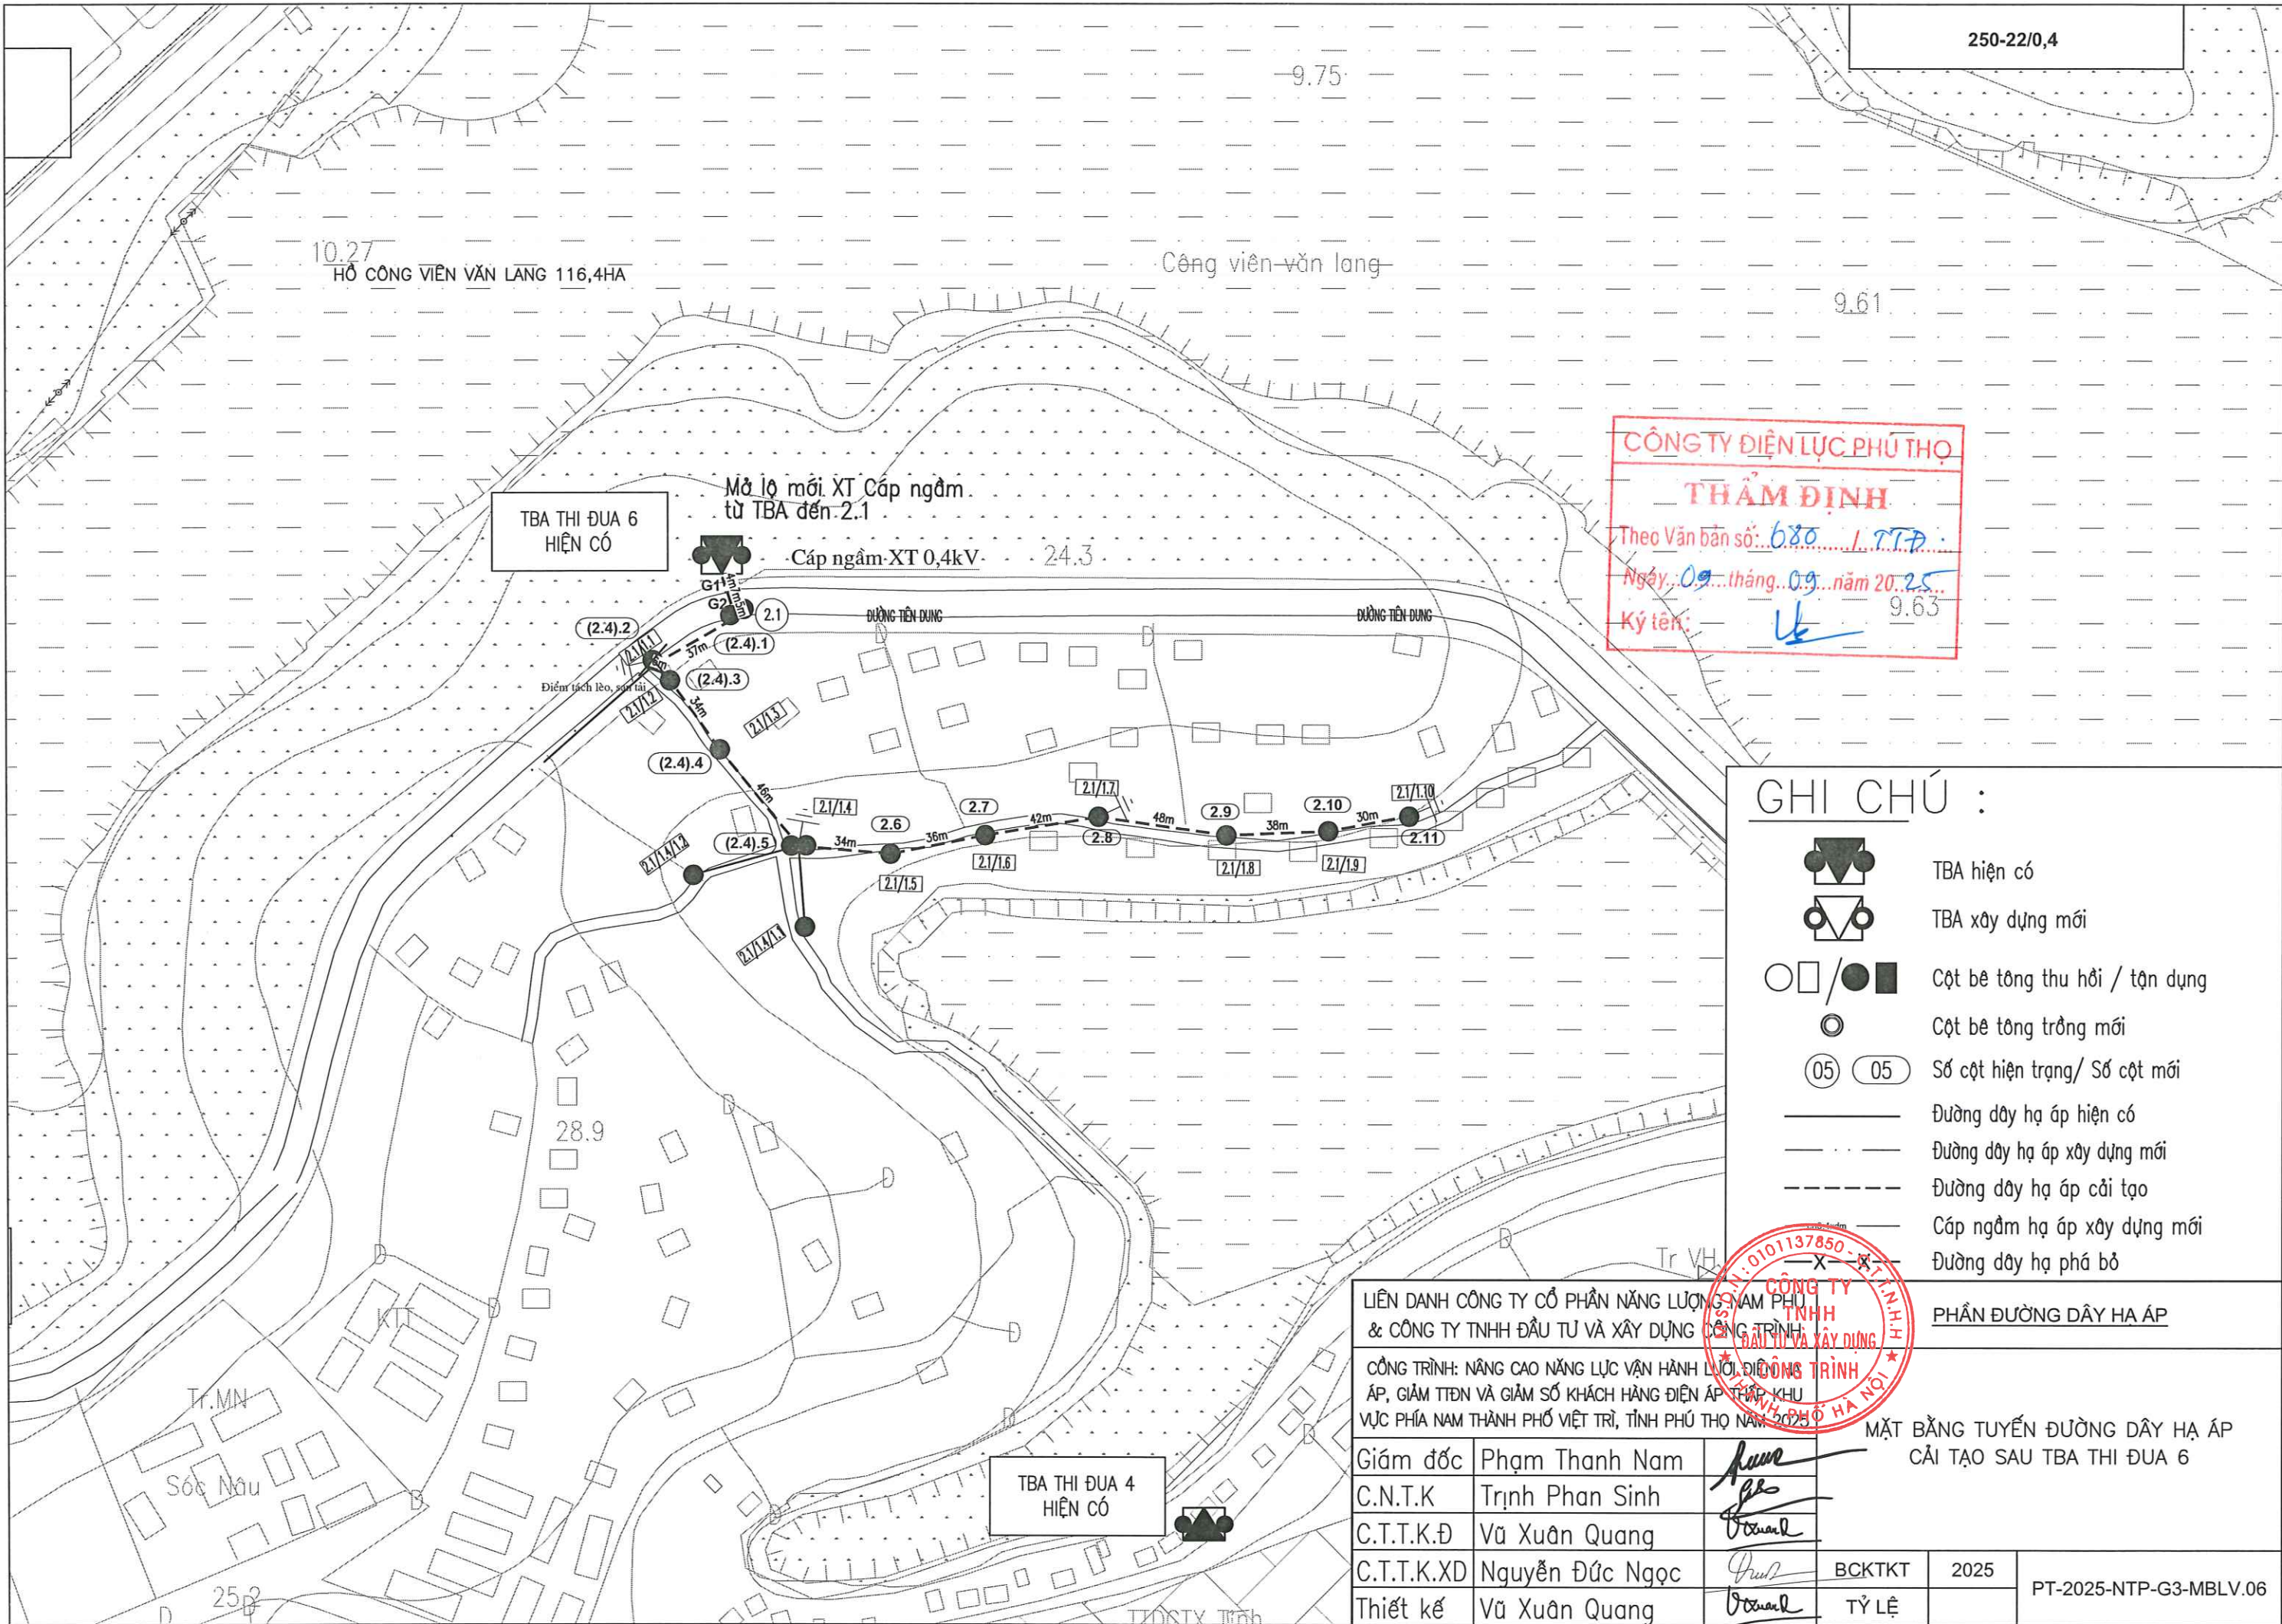 250-22/0,4
9.75
10.27
HỒ CÔNG VIÊN VĂN LANG 116,4HA
Công viên văn lang
9.61
CÔNG TY ĐIỆN LỰC PHÚ THỌ
THẨM ĐỊNH
Theo Văn bản số: 680 / TTĐ
Ngày 09 tháng 09 năm 2025
Ký tên:
9.63
Mở lộ mới XT Cáp ngầm
từ TBA đến 2.1
TBA THI ĐUA 6
HIỆN CÓ
Cáp ngầm XT 0,4kV
24.3
G1
G2
2.1
ĐƯỜNG TIÊN DUNG
ĐƯỜNG TIÊN DUNG
D
D
(2.4).2
2.1/1.1
37m
(2.4).1
(2.4).3
Điểm tách lèo, san tải
2.1/1.2
34m
2.1/1.3
(2.4).4
46m
2.1/1.4
2.6
2.7
2.1/1.7
2.9
2.10
2.1/1.10
(2.4).5
34m
36m
42m
48m
38m
30m
2.8
2.11
2.1/1.4/1.2
2.1/1.5
2.1/1.6
2.1/1.8
2.1/1.9
2.1/1.4/1.1
GHI CHÚ :
TBA hiện có
TBA xây dựng mới
Cột bê tông thu hồi / tận dụng
Cột bê tông trồng mới
05 05 Số cột hiện trạng/ Số cột mới
Đường dây hạ áp hiện có
Đường dây hạ áp xây dựng mới
Đường dây hạ áp cải tạo
Cáp ngầm hạ áp xây dựng mới
X X Đường dây hạ phá bỏ
28.9
D
D
D
D
D
D
D
D
D
D
D
D
KTT
Tr.MN
Sóc Nâu
25.2
Tr VH
TBA THI ĐUA 4
HIỆN CÓ
TTDGTX Tỉnh
LIÊN DANH CÔNG TY CỔ PHẦN NĂNG LƯỢNG NAM PHÚ
& CÔNG TY TNHH ĐẦU TƯ VÀ XÂY DỰNG CÔNG TRÌNH
PHẦN ĐƯỜNG DÂY HẠ ÁP
M.S.D.N: 0101137850 - C.T.T.N.H.H
CÔNG TY
TNHH
ĐẦU TƯ VÀ XÂY DỰNG
CÔNG TRÌNH
THÀNH PHỐ HÀ NỘI
CÔNG TRÌNH: NÂNG CAO NĂNG LỰC VẬN HÀNH LƯỚI ĐIỆN HẠ
ÁP, GIẢM TTĐN VÀ GIẢM SỐ KHÁCH HÀNG ĐIỆN ÁP THẤP KHU
VỰC PHÍA NAM THÀNH PHỐ VIỆT TRÌ, TỈNH PHÚ THỌ NĂM 2025
MẶT BẰNG TUYẾN ĐƯỜNG DÂY HẠ ÁP
CẢI TẠO SAU TBA THI ĐUA 6
Giám đốc Phạm Thanh Nam
C.N.T.K Trịnh Phan Sinh
C.T.T.K.Đ Vũ Xuân Quang
C.T.T.K.XD Nguyễn Đức Ngọc
Thiết kế Vũ Xuân Quang
BCKTKT 2025
TỶ LỆ
PT-2025-NTP-G3-MBLV.06